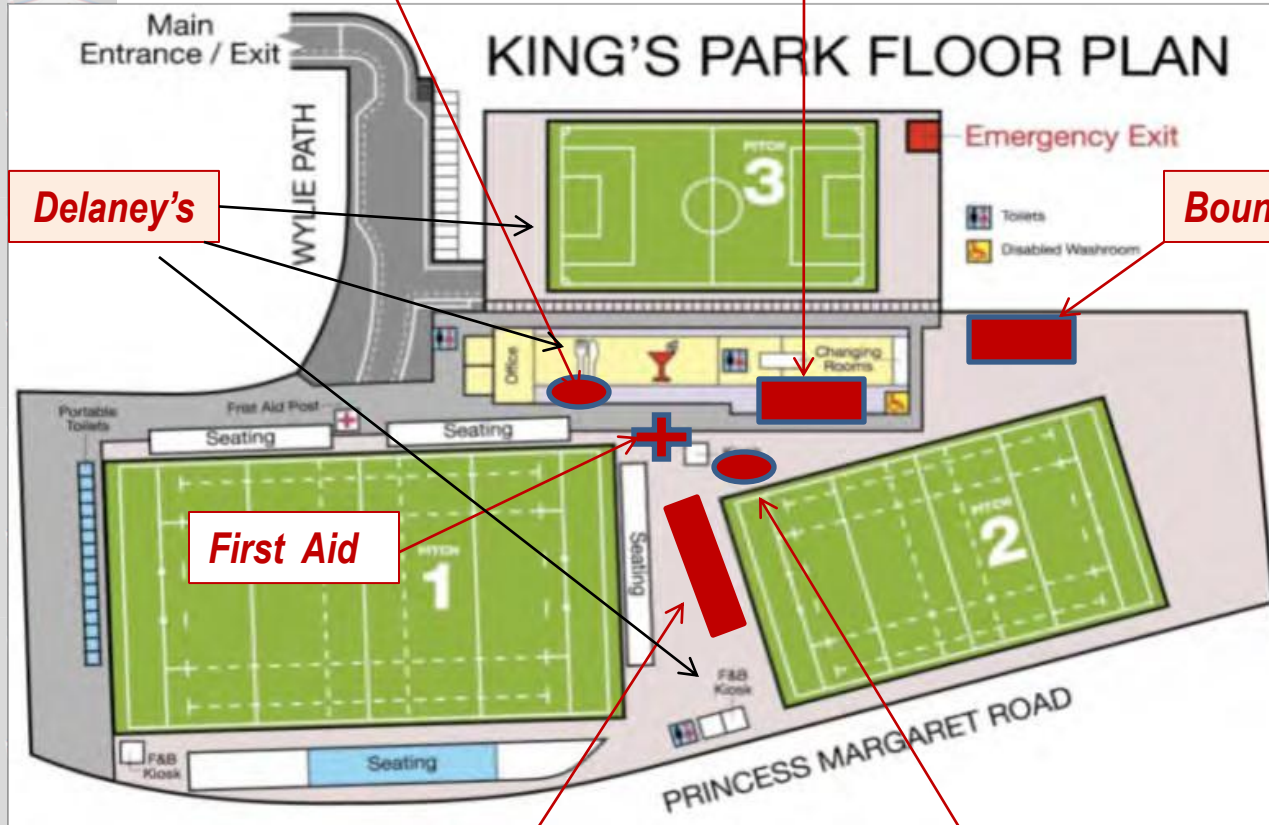 Main
Entrance / Exit
KING'S PARK FLOOR PLAN
WYLIE PATH
PITCH
3
Emergency Exit
Delaney's
Toilets
Disabled Washroom
Boun
Office
Changing
Rooms
Portable
Toilets
First Aid Post
Seating
Seating
First Aid
PITCH
1
Seating
PITCH
2
F&B
Kiosk
F&B
Kiosk
Seating
PRINCESS MARGARET ROAD